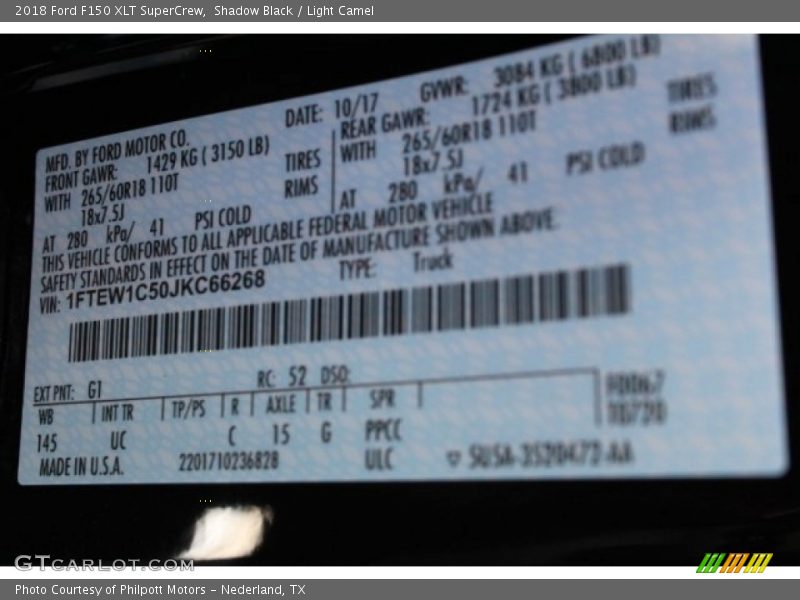 2018 Ford F150 XLT SuperCrew, Shadow Black / Light Camel
MFD. BY FORD MOTOR CO.
DATE: 10/17
GVWR: 3084 KG ( 6800 LB)
FRONT GAWR: 1429 KG ( 3150 LB)
REAR GAWR: 1724 KG ( 3800 LB)
WITH 265/60R18 110T TIRES
WITH 265/60R18 110T TIRES
18x7.5J RIMS
18x7.5J RIMS
AT 280 kPa/ 41 PSI COLD
AT 280 kPa/ 41 PSI COLD
THIS VEHICLE CONFORMS TO ALL APPLICABLE FEDERAL MOTOR VEHICLE
SAFETY STANDARDS IN EFFECT ON THE DATE OF MANUFACTURE SHOWN ABOVE.
VIN: 1FTEW1C50JKC66268
TYPE: Truck
EXT PNT: G1 RC: 52 DSO:
WB INT TR TP/PS R AXLE TR SPR
145 UC C 15 G PPCC
MADE IN U.S.A. 2201710236828 ULC
GTCARLOT.COM
Photo Courtesy of Philpott Motors - Nederland, TX